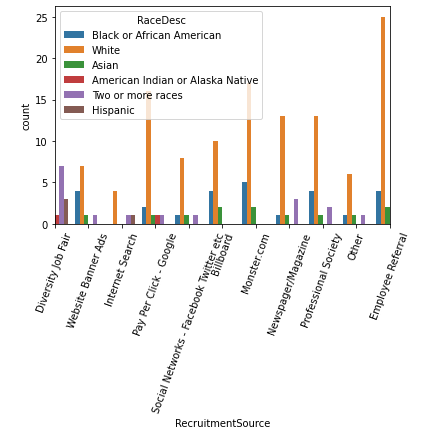 RaceDesc
Black or African American
White
Asian
American Indian or Alaska Native
Two or more races
Hispanic
25
20
15
10
5
0
count
Diversity Job Fair
Website Banner Ads
Internet Search
Pay Per Click - Google
Social Networks - Facebook Twitter etc
Billboard
Monster.com
Newspager/Magazine
Professional Society
Other
Employee Referral
RecruitmentSource